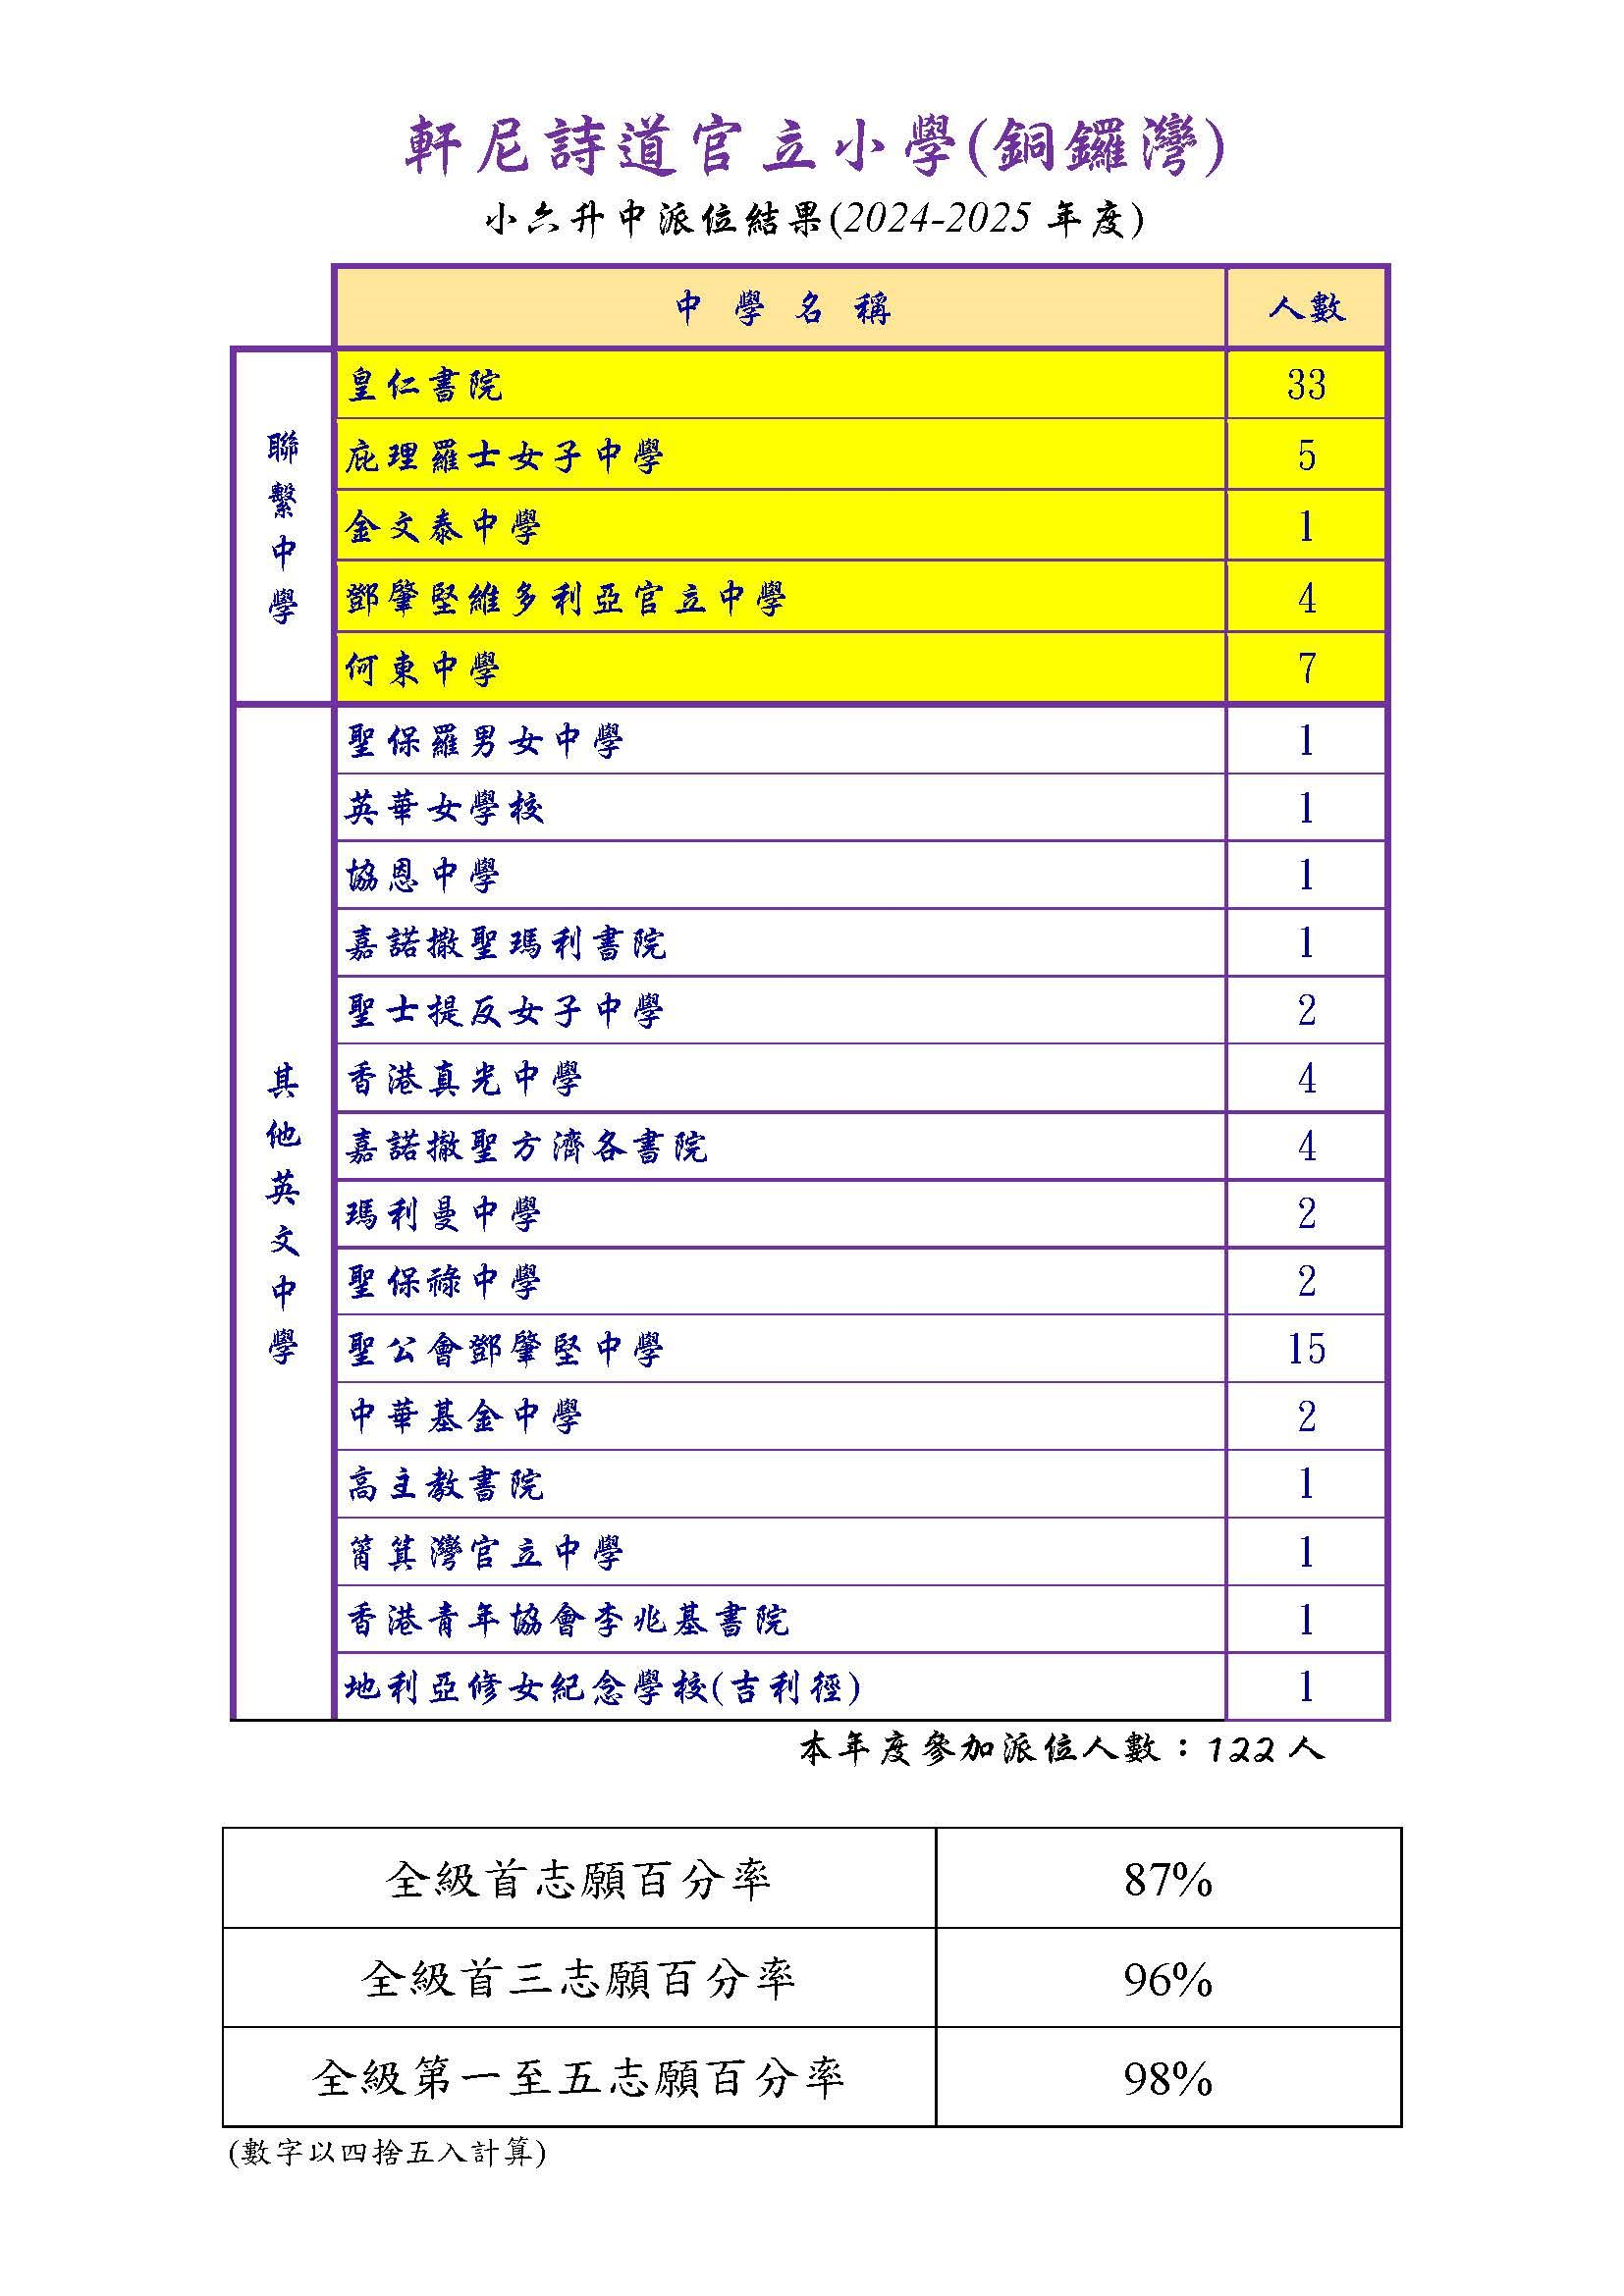 軒尼詩道官立小學(銅鑼灣)
小六升中派位結果(2024-2025 年度)
中學名稱 人數
聯繫中學
皇仁書院 33
庇理羅士女子中學 5
金文泰中學 1
鄧肇堅維多利亞官立中學 4
何東中學 7
其他英文中學
聖保羅男女中學 1
英華女學校 1
協恩中學 1
嘉諾撒聖瑪利書院 1
聖士提反女子中學 2
香港真光中學 4
嘉諾撒聖方濟各書院 4
瑪利曼中學 2
聖保祿中學 2
聖公會鄧肇堅中學 15
中華基金中學 2
高主教書院 1
筲箕灣官立中學 1
香港青年協會李兆基書院 1
地利亞修女紀念學校(吉利徑) 1
本年度參加派位人數：122 人
全級首志願百分率 87%
全級首三志願百分率 96%
全級第一至五志願百分率 98%
(數字以四捨五入計算)